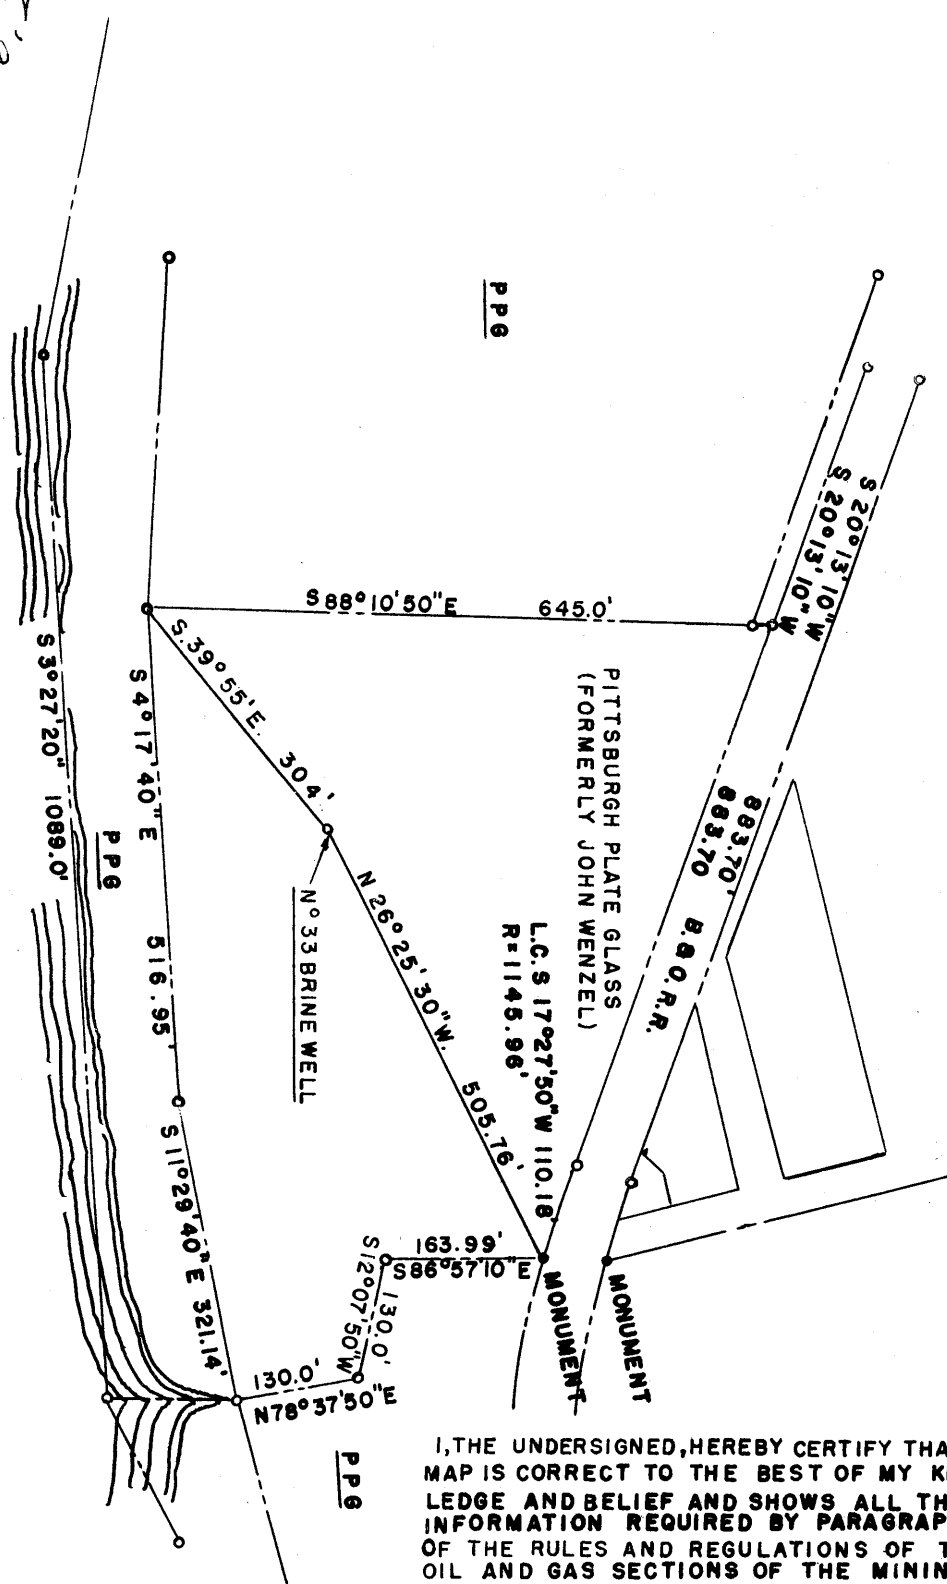 PPG
S 20°13'10" W
S 20°13'10" W
S 88°10'50" E 645.0'
S. 39°55' E. 304'
S 4°17'40" E 516.95'
S 3°27'20" 1089.0'
PITTSBURGH PLATE GLASS
(FORMERLY JOHN WENZEL)
883.70' B.&O.R.R.
883.70
PPG
N° 33 BRINE WELL
N 26°25'30" W. 505.76'
L.C. S 17°27'50" W 110.18'
R=1145.96'
S 11°29'40" E 321.14'
163.99'
S 86°57'10" E
S 12°07'50" W
130.0'
MONUMENT
MONUMENT
130.0'
N 78°37'50" E
PPG
I, THE UNDERSIGNED, HEREBY CERTIFY THA
MAP IS CORRECT TO THE BEST OF MY K
LEDGE AND BELIEF AND SHOWS ALL TH
INFORMATION REQUIRED BY PARAGRAP
OF THE RULES AND REGULATIONS OF T
OIL AND GAS SECTIONS OF THE MININ